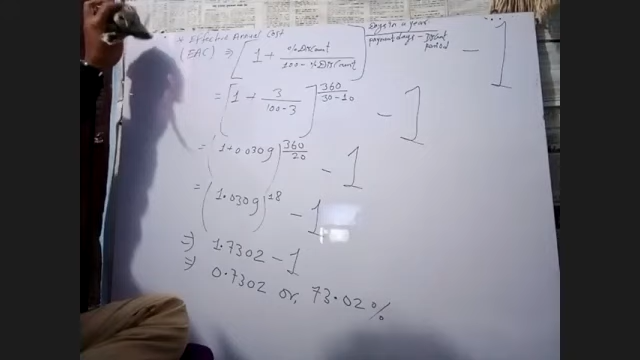 * Effective Annual Cost
(EAC) ⇒ [1 + % Discount / 100 - % Discount]^(Days in a year / payment days - Discount period) - 1
= [1 + 3 / 100 - 3]^(360 / 30 - 10) - 1
= (1 + 0.0309)^(360 / 20) - 1
= (1.0309)^18 - 1
⇒ 1.7302 - 1
⇒ 0.7302 or, 73.02%